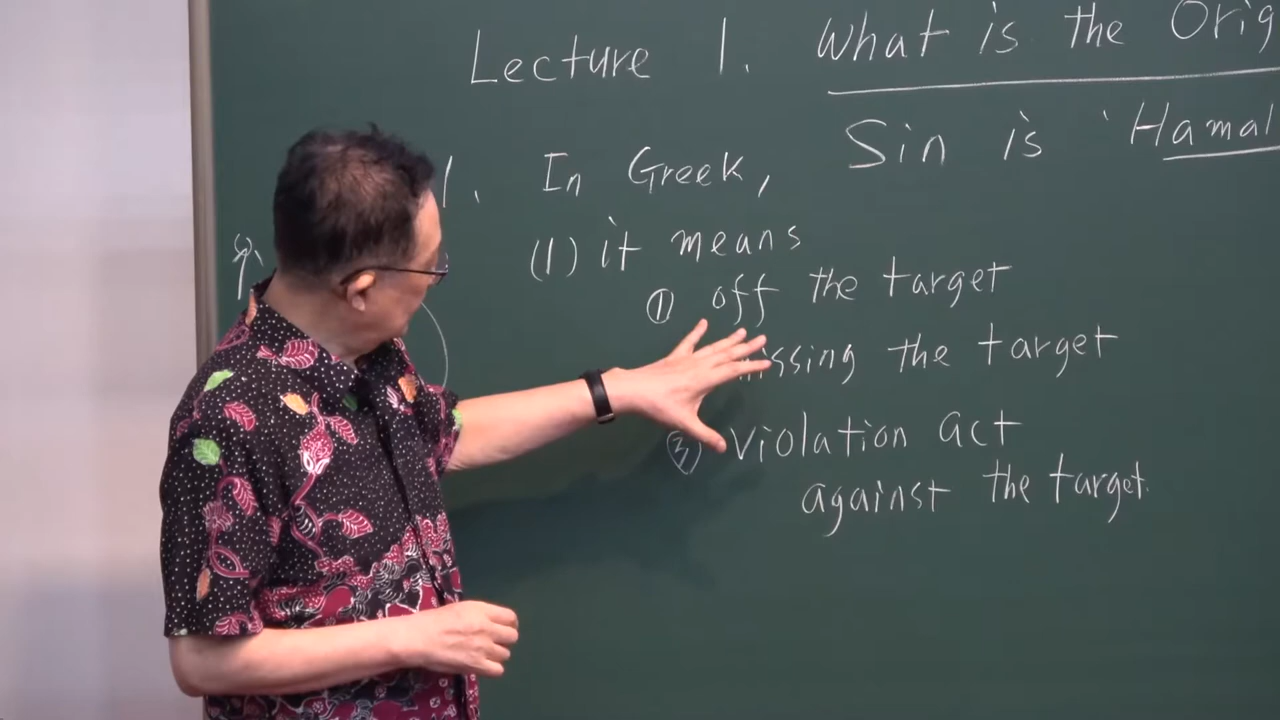 Lecture 1. What is the Orig
Sin is 'Hamal
1. In Greek,
(1) it means
① off the target
missing the target
③ violation act
against the target.